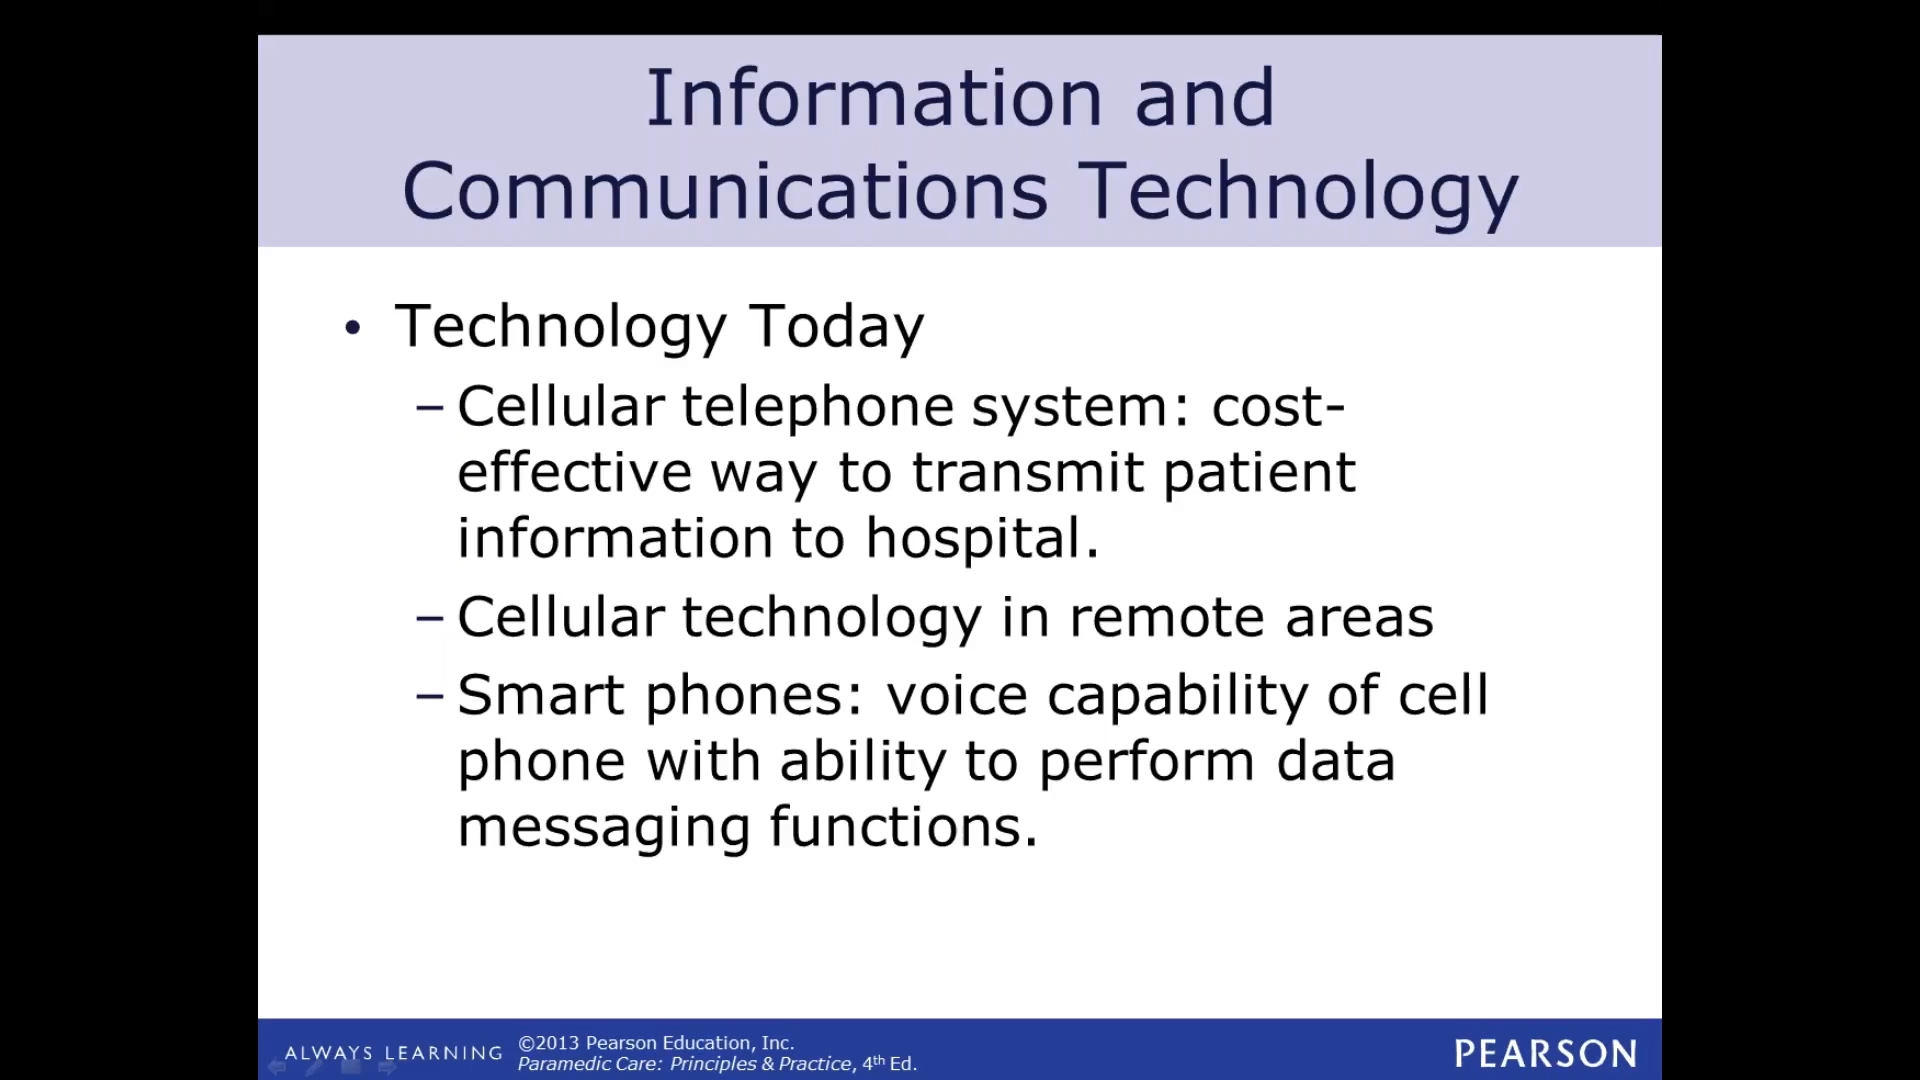 Information and
Communications Technology
• Technology Today
– Cellular telephone system: cost-
effective way to transmit patient
information to hospital.
– Cellular technology in remote areas
– Smart phones: voice capability of cell
phone with ability to perform data
messaging functions.
ALWAYS LEARNING
©2013 Pearson Education, Inc.
Paramedic Care: Principles & Practice, 4th Ed.
PEARSON